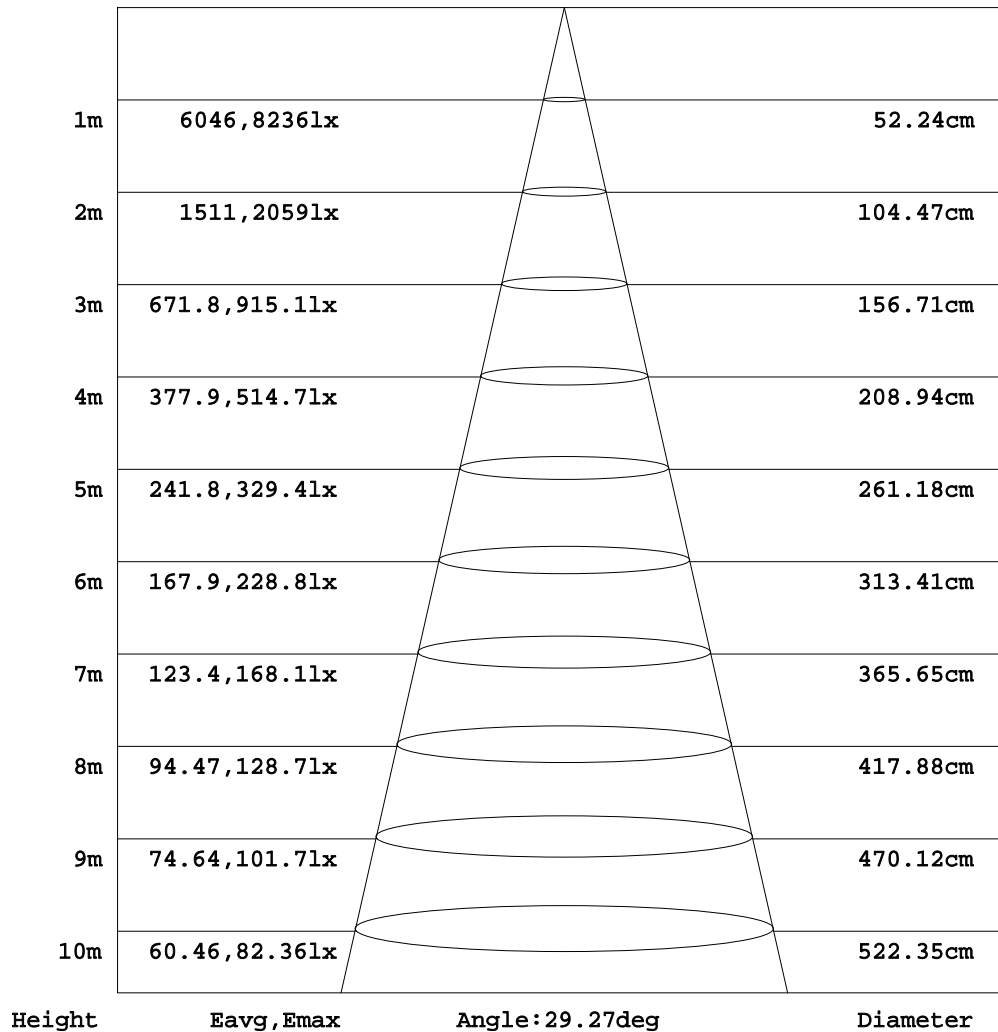 1m 6046,8236lx 52.24cm
2m 1511,2059lx 104.47cm
3m 671.8,915.1lx 156.71cm
4m 377.9,514.7lx 208.94cm
5m 241.8,329.4lx 261.18cm
6m 167.9,228.8lx 313.41cm
7m 123.4,168.1lx 365.65cm
8m 94.47,128.7lx 417.88cm
9m 74.64,101.7lx 470.12cm
10m 60.46,82.36lx 522.35cm
Height Eavg,Emax Angle:29.27deg Diameter